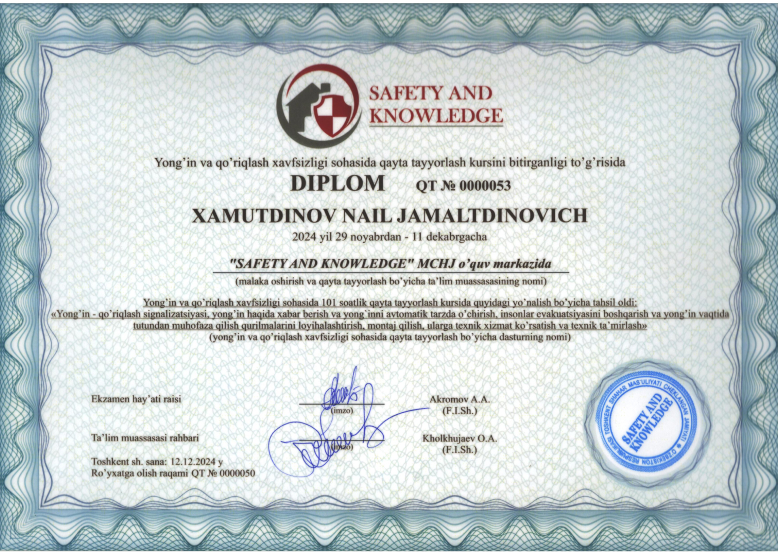 SAFETY AND
KNOWLEDGE
Yong'in va qo'riqlash xavfsizligi sohasida qayta tayyorlash kursini bitirganligi to'g'risida
DIPLOM QT № 0000053
XAMUTDINOV NAIL JAMALTDINOVICH
2024 yil 29 noyabrdan - 11 dekabrgacha
"SAFETY AND KNOWLEDGE" MCHJ o'quv markazida
(malaka oshirish va qayta tayyorlash bo'yicha ta'lim muassasasining nomi)
Yong'in va qo'riqlash xavfsizligi sohasida 101 soatlik qayta tayyorlash kursida quyidagi yo'nalish bo'yicha tahsil oldi:
«Yong'in - qo'riqlash signalizatsiyasi, yong'in haqida xabar berish va yong'inni avtomatik tarzda o'chirish, insonlar evakuatsiyasini boshqarish va yong'in vaqtida
tutundan muhofaza qilish qurilmalarini loyihalashtirish, montaj qilish, ularga texnik xizmat ko'rsatish va texnik ta'mirlash»
(yong'in va qo'riqlash xavfsizligi sohasida qayta tayyorlash bo'yicha dasturning nomi)
Ekzamen hay'ati raisi
(imzo)
Akromov A.A.
(F.I.Sh.)
Ta'lim muassasasi rahbari
(imzo)
Kholkhujaev O.A.
(F.I.Sh.)
Toshkent sh. sana: 12.12.2024 y
Ro'yxatga olish raqami QT № 0000050
SAFETY AND
KNOWLEDGE